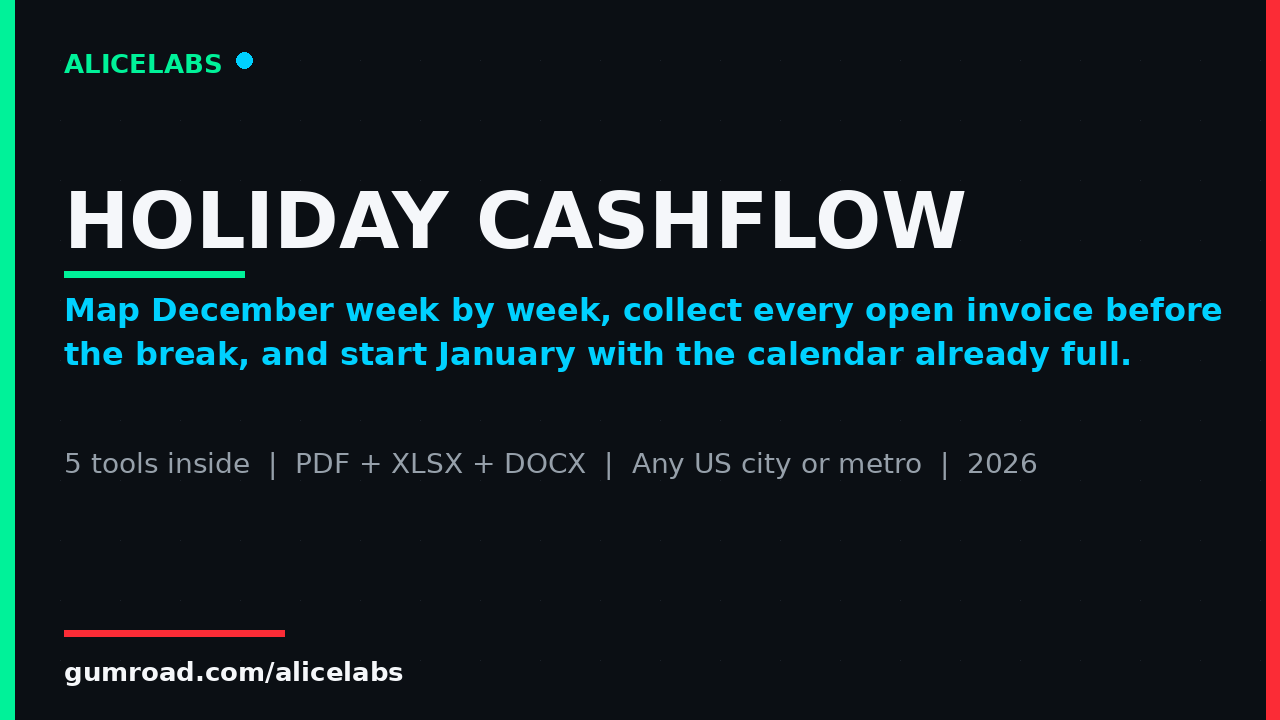 ALICELABS
HOLIDAY CASHFLOW
Map December week by week, collect every open invoice before
the break, and start January with the calendar already full.
5 tools inside | PDF + XLSX + DOCX | Any US city or metro | 2026
gumroad.com/alicelabs